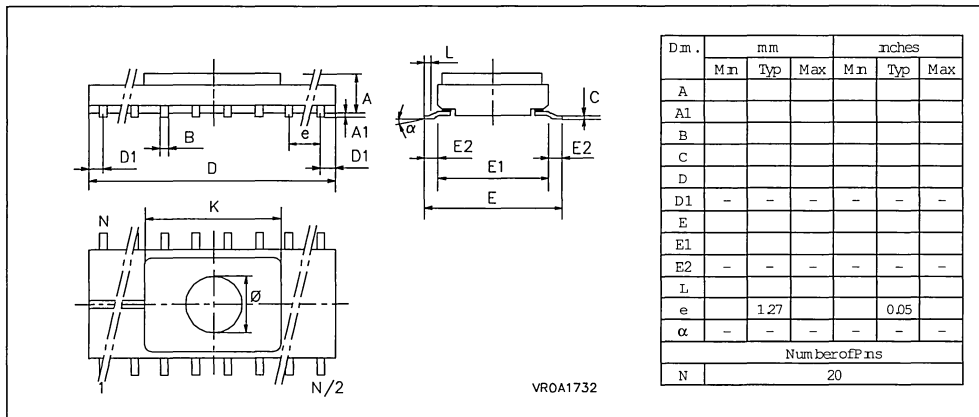 L
A
A1
B
e
D1
D
D1
C
α
E2
E1
E2
E
N
K
Ø
1
N/2
VR0A1732
Dim. mm inches
Min Typ Max Min Typ Max
A
A1
B
C
D
D1 – – – – – –
E
E1
E2 – – – – – –
L
e 1.27 0.05
α – – – – – –
Number of Pins
N 20